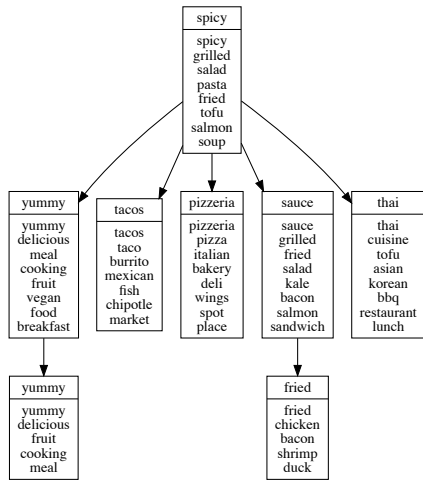 spicy
spicy
grilled
salad
pasta
fried
tofu
salmon
soup
yummy
yummy
delicious
meal
cooking
fruit
vegan
food
breakfast
tacos
tacos
taco
burrito
mexican
fish
chipotle
market
pizzeria
pizzeria
pizza
italian
bakery
deli
wings
spot
place
sauce
sauce
grilled
fried
salad
kale
bacon
salmon
sandwich
thai
thai
cuisine
tofu
asian
korean
bbq
restaurant
lunch
yummy
yummy
delicious
fruit
cooking
meal
fried
fried
chicken
bacon
shrimp
duck